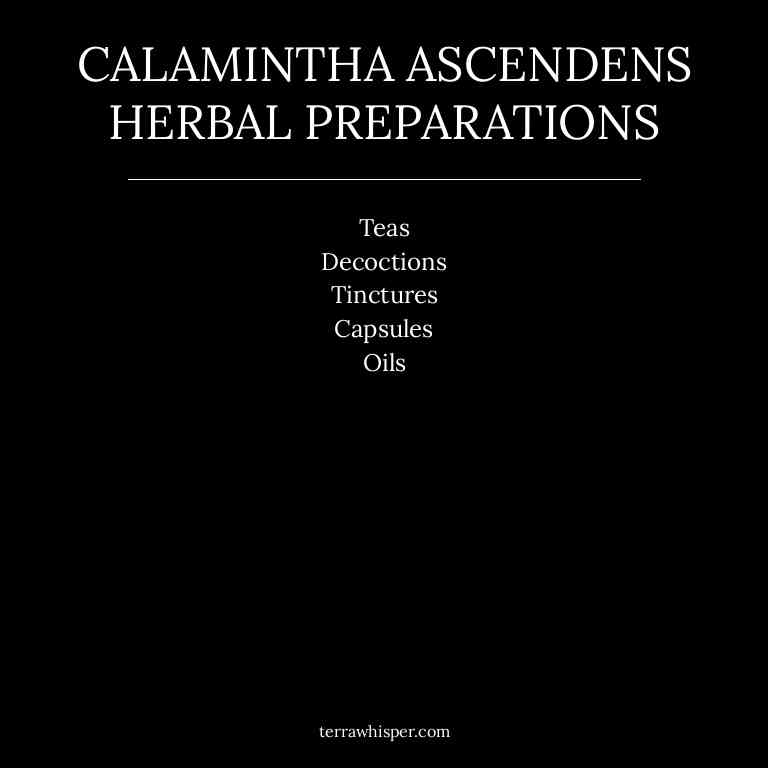 CALAMINTHA ASCENDENS
HERBAL PREPARATIONS
Teas
Decoctions
Tinctures
Capsules
Oils
terrawhisper.com